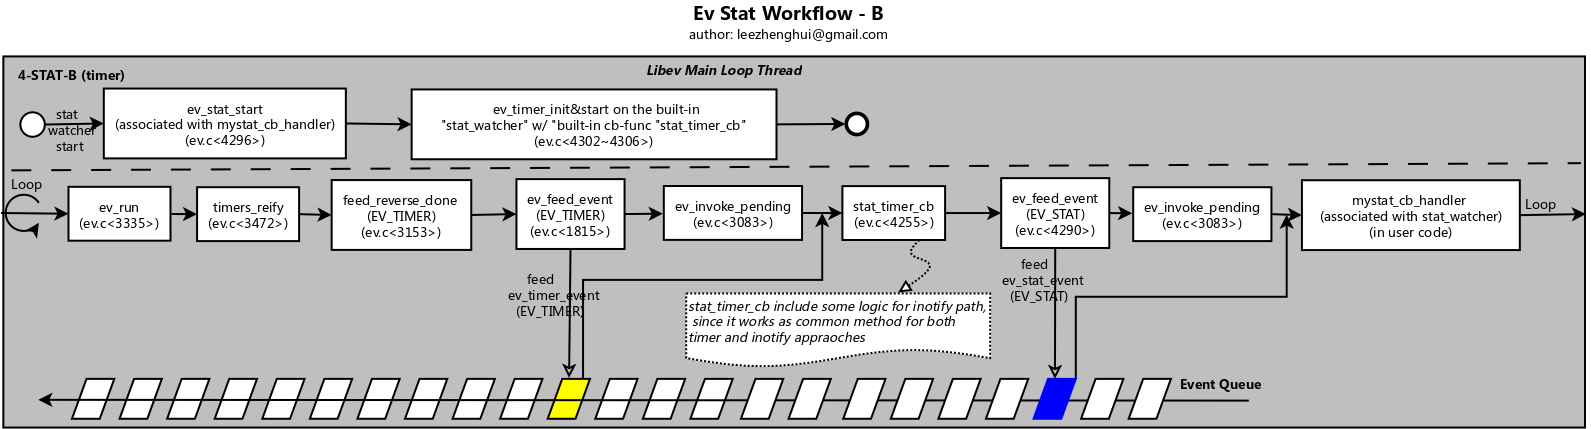 Ev Stat Workflow - B
author: leezhenghui@gmail.com
4-STAT-B (timer)
Libev Main Loop Thread
stat
watcher
start
ev_stat_start
(associated with mystat_cb_handler)
(ev.c<4296>)
ev_timer_init&start on the built-in
"stat_watcher" w/ "built-in cb-func "stat_timer_cb"
(ev.c<4302~4306>)
Loop
ev_run
(ev.c<3335>)
timers_reify
(ev.c<3472>)
feed_reverse_done
(EV_TIMER)
(ev.c<3153>)
ev_feed_event
(EV_TIMER)
(ev.c<1815>)
ev_invoke_pending
(ev.c<3083>)
stat_timer_cb
(ev.c<4255>)
ev_feed_event
(EV_STAT)
(ev.c<4290>)
ev_invoke_pending
(ev.c<3083>)
mystat_cb_handler
(associated with stat_watcher)
(in user code)
Loop
feed
ev_timer_event
(EV_TIMER)
stat_timer_cb include some logic for inotify path,
since it works as common method for both
timer and inotify appraoches
feed
ev_stat_event
(EV_STAT)
Event Queue